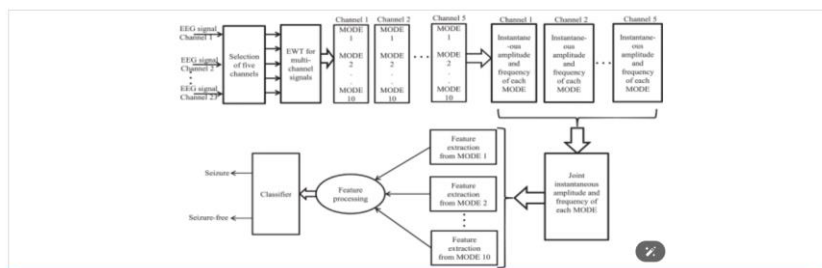 EEG signal
Channel 1
EEG signal
Channel 2
EEG signal
Channel 23
Selection
of five
channels
EWT for
multi-
channel
signals
Channel 1
MODE
1
MODE
2
MODE
10
Channel 2
MODE
1
MODE
2
MODE
10
Channel 5
MODE
1
MODE
2
MODE
10
Channel 1
Instantane
-ous
amplitude
and
frequency
of each
MODE
Channel 2
Instantane-
ous
amplitude
and
frequency
of each
MODE
Channel 5
Instantane-
ous
amplitude
and
frequency
of each
MODE
Joint
instantaneous
amplitude and
frequency of
each MODE
Feature
extraction
from MODE 1
Feature
extraction
from MODE 2
Feature
extraction
from MODE 10
Feature
processing
Classifier
Seizure
Seizure-free